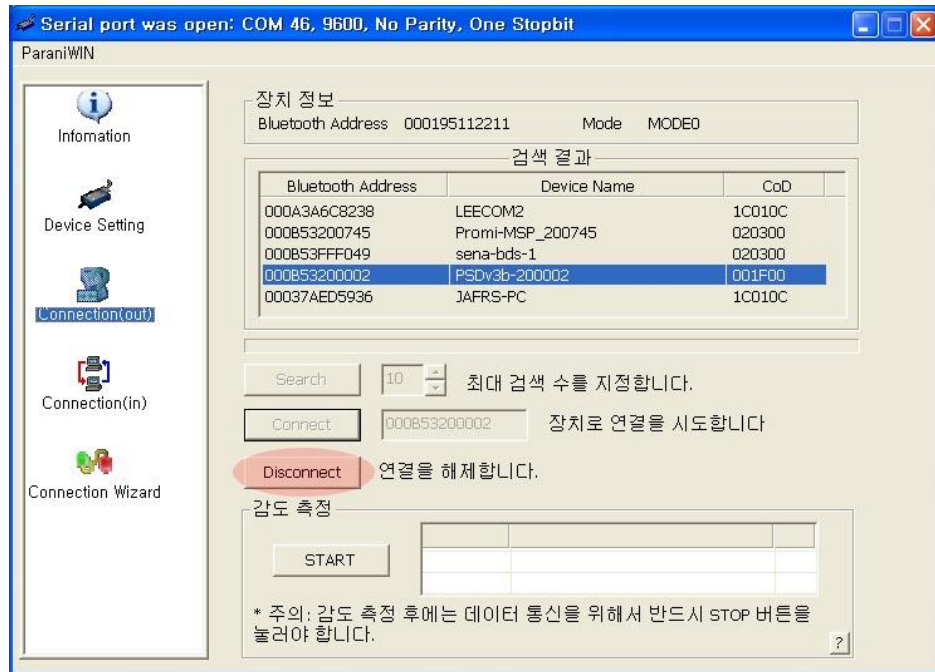 Serial port was open: COM 46, 9600, No Parity, One Stopbit
ParaniWIN
Infomation
Device Setting
Connection(out)
Connection(in)
Connection Wizard
장치 정보
Bluetooth Address 000195112211 Mode MODE0
검색 결과
Bluetooth Address Device Name CoD
000A3A6C8238 LEECOM2 1C010C
000B53200745 Promi-MSP_200745 020300
000B53FFF049 sena-bds-1 020300
000B53200002 PSDv3b-200002 001F00
00037AED5936 JAFRS-PC 1C010C
Search 10 최대 검색 수를 지정합니다.
Connect 000B53200002 장치로 연결을 시도합니다
Disconnect 연결을 해제합니다.
감도 측정
START
* 주의: 감도 측정 후에는 데이터 통신을 위해서 반드시 STOP 버튼을
눌러야 합니다.
?